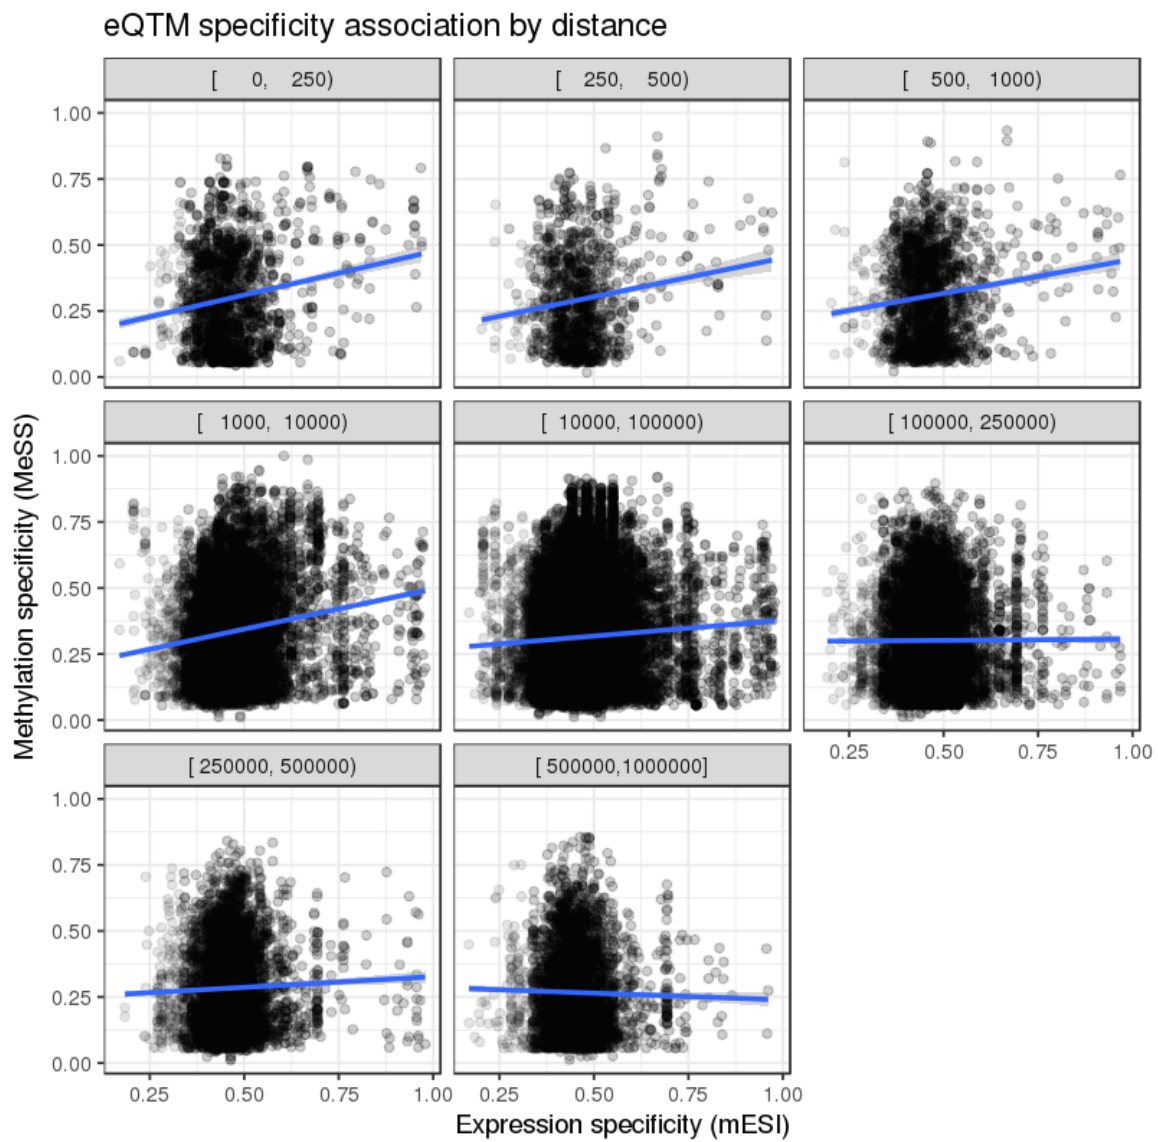 eQTM specificity association by distance
[ 0, 250)
[ 250, 500)
[ 500, 1000)
1.00
0.75
0.50
0.25
0.00
[ 1000, 10000)
[ 10000, 100000)
[ 100000, 250000)
1.00
0.75
0.50
0.25
0.00
0.25 0.50 0.75 1.00
[ 250000, 500000)
[ 500000,1000000]
1.00
0.75
0.50
0.25
0.00
0.25 0.50 0.75 1.00
0.25 0.50 0.75 1.00
Methylation specificity (MeSS)
Expression specificity (mESI)